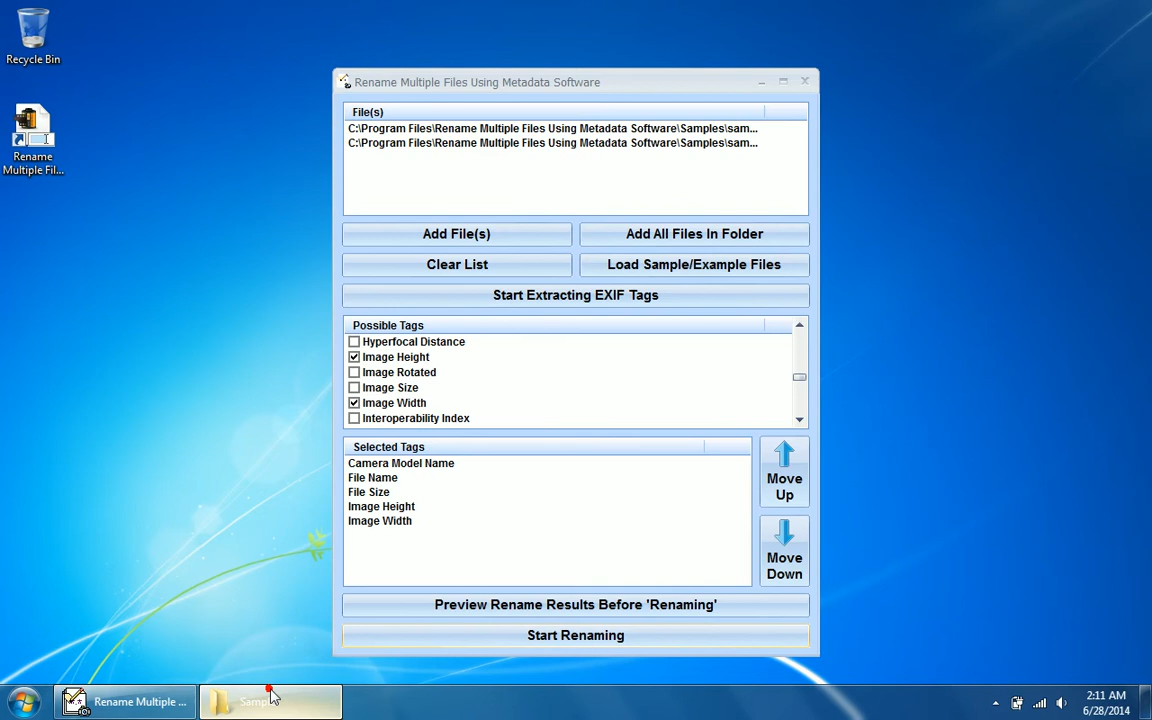 Recycle Bin
Rename
Multiple Fil...
Rename Multiple Files Using Metadata Software
File(s)
C:\Program Files\Rename Multiple Files Using Metadata Software\Samples\sam...
C:\Program Files\Rename Multiple Files Using Metadata Software\Samples\sam...
Add File(s)
Add All Files In Folder
Clear List
Load Sample/Example Files
Start Extracting EXIF Tags
Possible Tags
Hyperfocal Distance
Image Height
Image Rotated
Image Size
Image Width
Interoperability Index
Selected Tags
Camera Model Name
File Name
File Size
Image Height
Image Width
Move
Up
Move
Down
Preview Rename Results Before 'Renaming'
Start Renaming
Rename Multiple ...
2:11 AM
6/28/2014